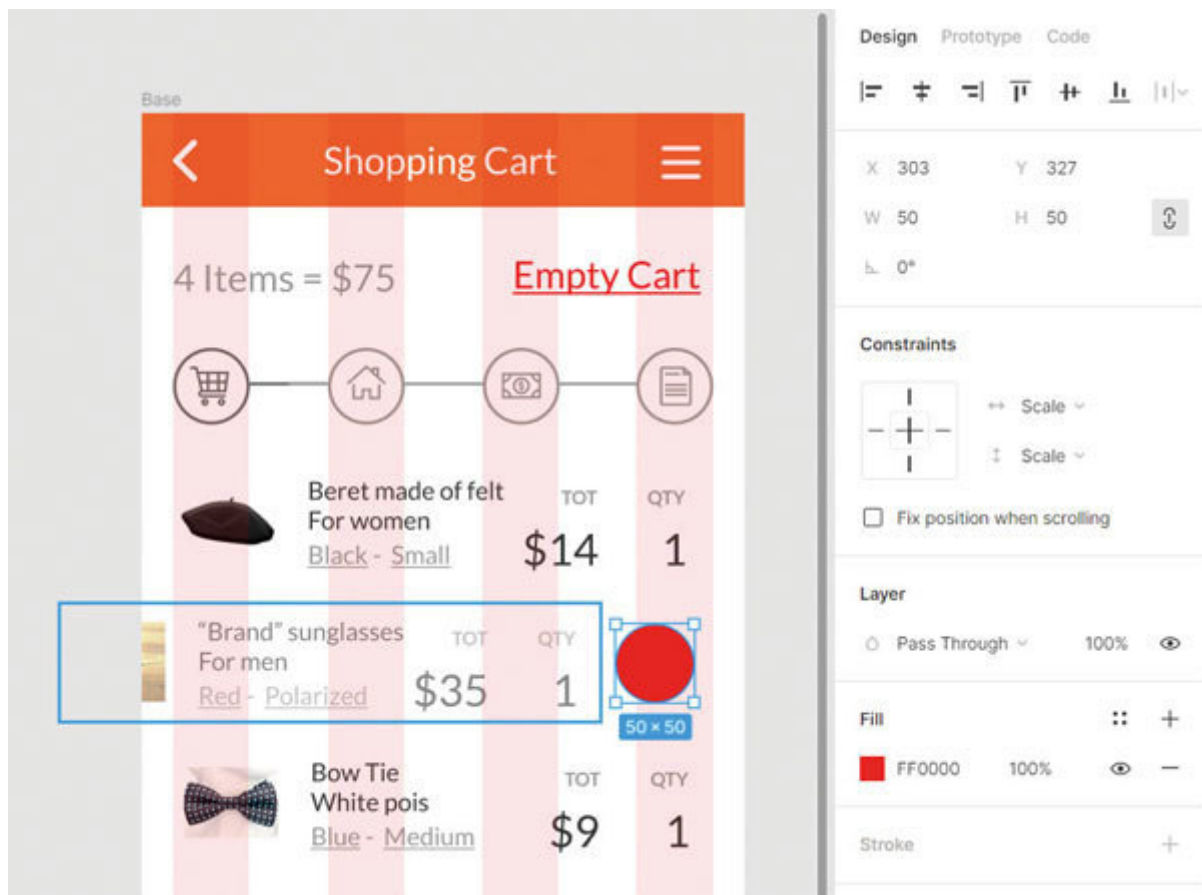 Design Prototype Code
Base
Shopping Cart
X 303 Y 327
W 50 H 50
0°
4 Items = $75 Empty Cart
Constraints
Scale
Scale
Fix position when scrolling
Beret made of felt TOT QTY
For women
Black - Small $14 1
Layer
Pass Through 100%
“Brand” sunglasses TOT QTY
For men
Red - Polarized $35 1
50 × 50
Fill
FF0000 100%
Bow Tie TOT QTY
White pois
Blue - Medium $9 1
Stroke